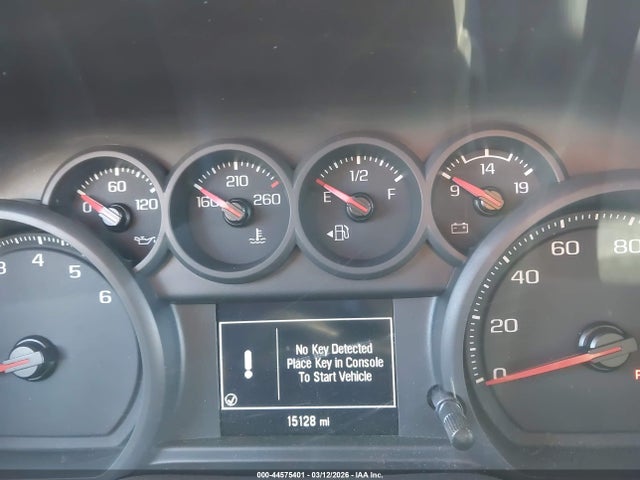 0 60 120
160 210 260
E 1/2 F
9 14 19
3 4 5 6
0 20 40 60 80
No Key Detected
Place Key in Console
To Start Vehicle
15128 mi
000-44575401 - 03/12/2026 - IAA Inc.